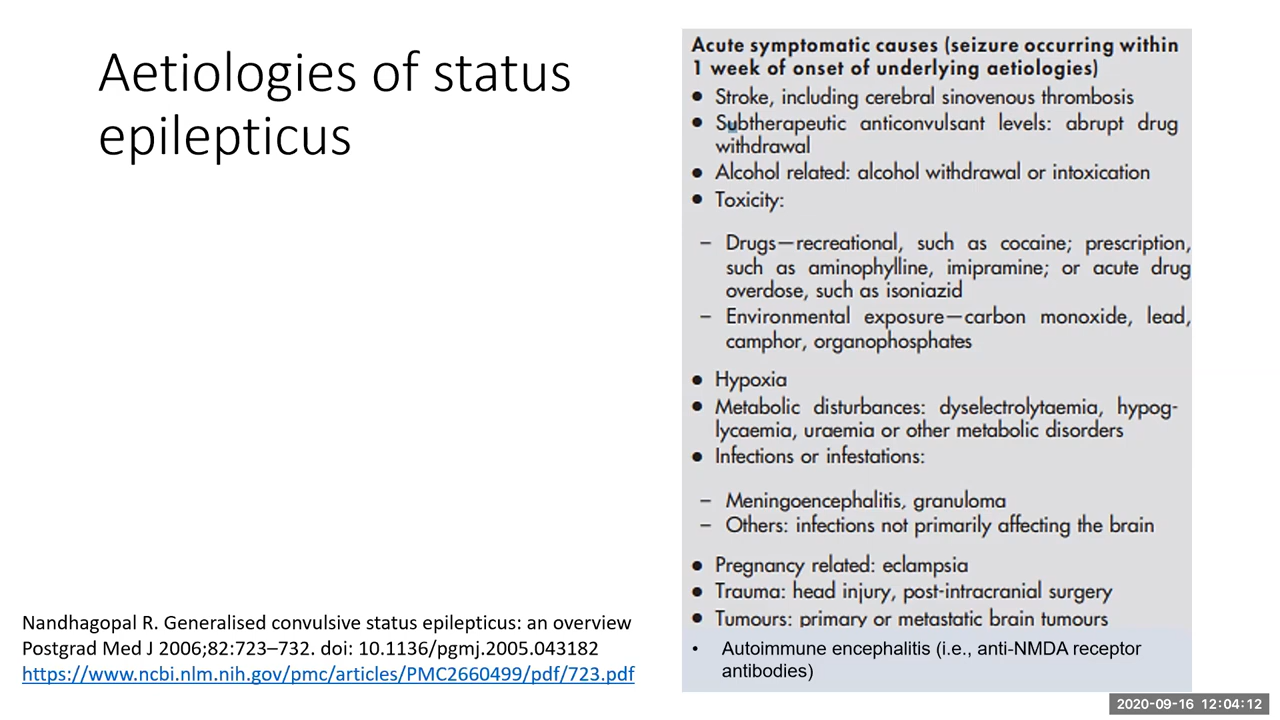 Aetiologies of status
epilepticus
Acute symptomatic causes (seizure occurring within
1 week of onset of underlying aetiologies)
• Stroke, including cerebral sinovenous thrombosis
• Subtherapeutic anticonvulsant levels: abrupt drug
withdrawal
• Alcohol related: alcohol withdrawal or intoxication
• Toxicity:
– Drugs—recreational, such as cocaine; prescription,
such as aminophylline, imipramine; or acute drug
overdose, such as isoniazid
– Environmental exposure—carbon monoxide, lead,
camphor, organophosphates
• Hypoxia
• Metabolic disturbances: dyselectrolytaemia, hypog-
lycaemia, uraemia or other metabolic disorders
• Infections or infestations:
– Meningoencephalitis, granuloma
– Others: infections not primarily affecting the brain
• Pregnancy related: eclampsia
• Trauma: head injury, post-intracranial surgery
• Tumours: primary or metastatic brain tumours
• Autoimmune encephalitis (i.e., anti-NMDA receptor
antibodies)
Nandhagopal R. Generalised convulsive status epilepticus: an overview
Postgrad Med J 2006;82:723–732. doi: 10.1136/pgmj.2005.043182
https://www.ncbi.nlm.nih.gov/pmc/articles/PMC2660499/pdf/723.pdf
2020-09-16 12:04:12